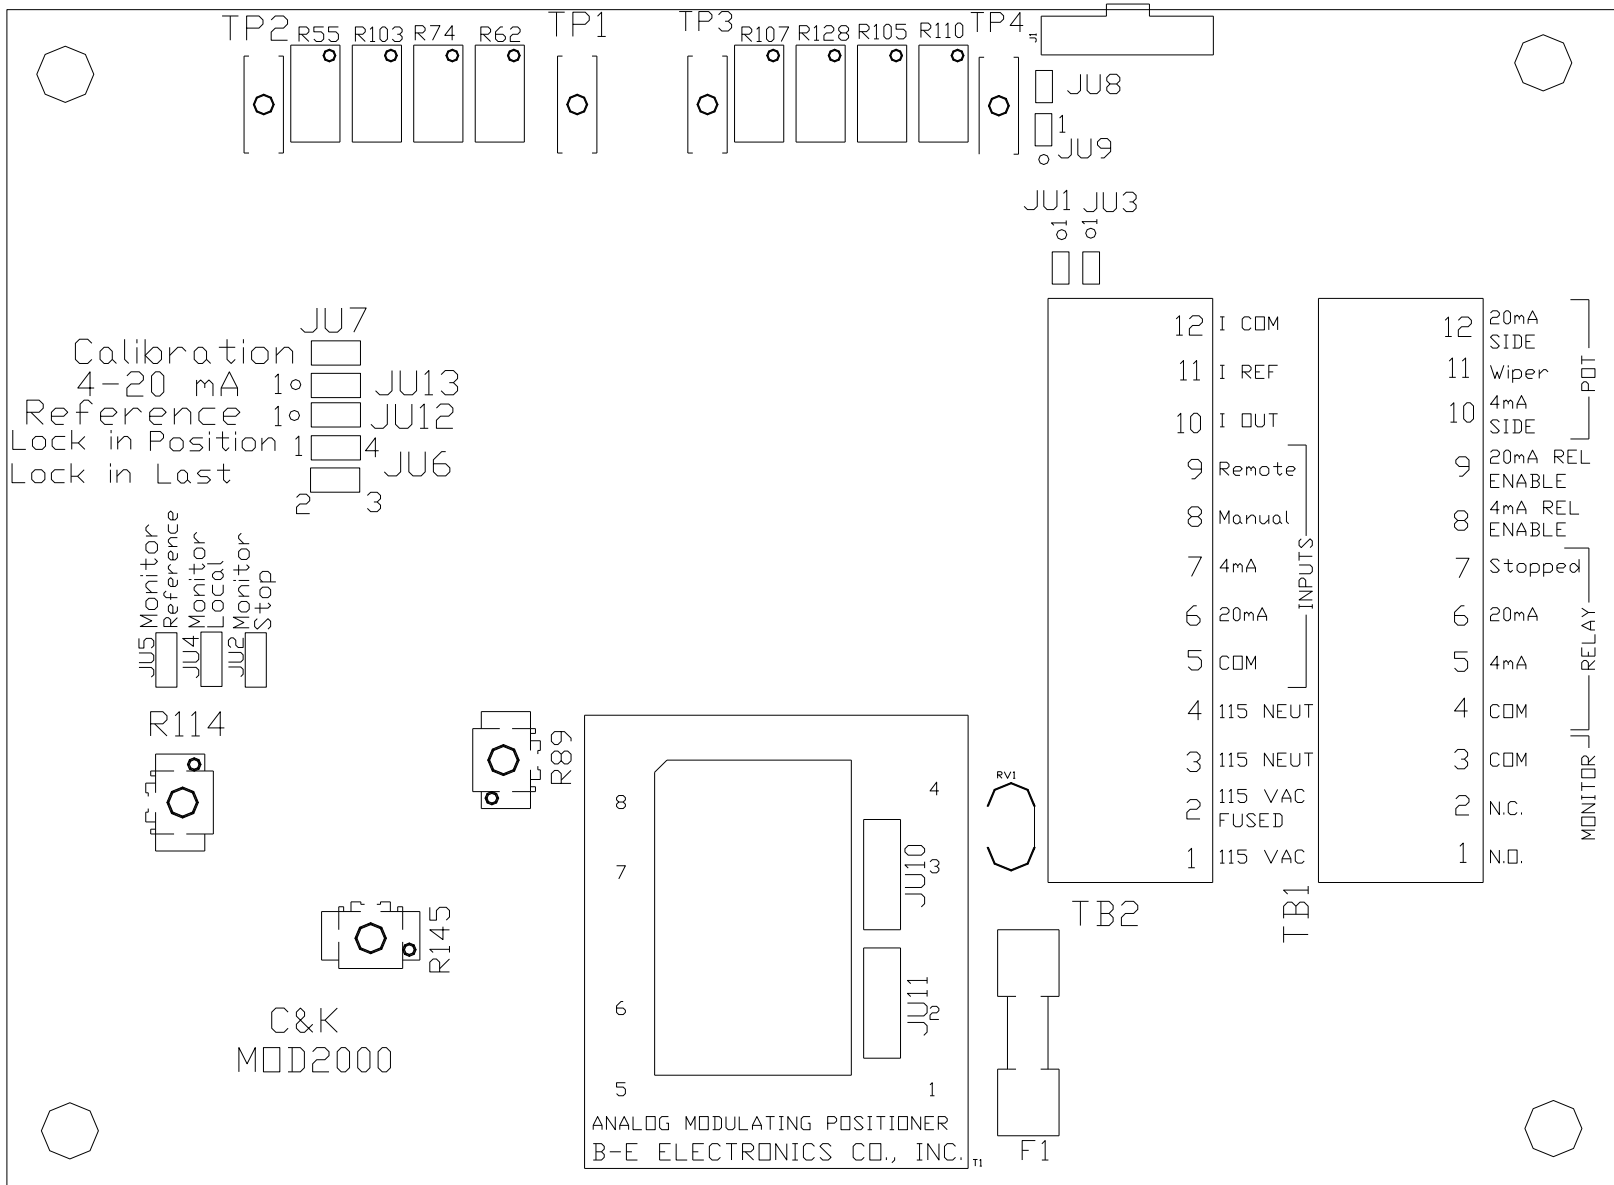 TP2
R55
R103
R74
R62
TP1
TP3
R107
R128
R105
R110
TP4
J1
JU8
1
JU9
JU1
JU3
1
1
JU7
Calibration
4-20 mA
1
JU13
Reference
1
JU12
Lock in Position
1
4
JU6
Lock in Last
2
3
JU5
Monitor
Reference
JU4
Monitor
Local
JU2
Monitor
Stop
R114
R89
R145
C&K
MOD2000
8
7
6
5
4
3
2
1
JU10
JU11
ANALOG MODULATING POSITIONER
B-E ELECTRONICS CO., INC.
T1
RV1
F1
12 I COM
11 I REF
10 I OUT
9 Remote
8 Manual
7 4mA
6 20mA
5 COM
INPUTS
4 115 NEUT
3 115 NEUT
2 115 VAC
FUSED
1 115 VAC
TB2
12 20mA
SIDE
11 Wiper
10 4mA
SIDE
POT
9 20mA REL
ENABLE
8 4mA REL
ENABLE
7 Stopped
6 20mA
5 4mA
4 COM
RELAY
3 COM
2 N.C.
1 N.O.
MONITOR
TB1